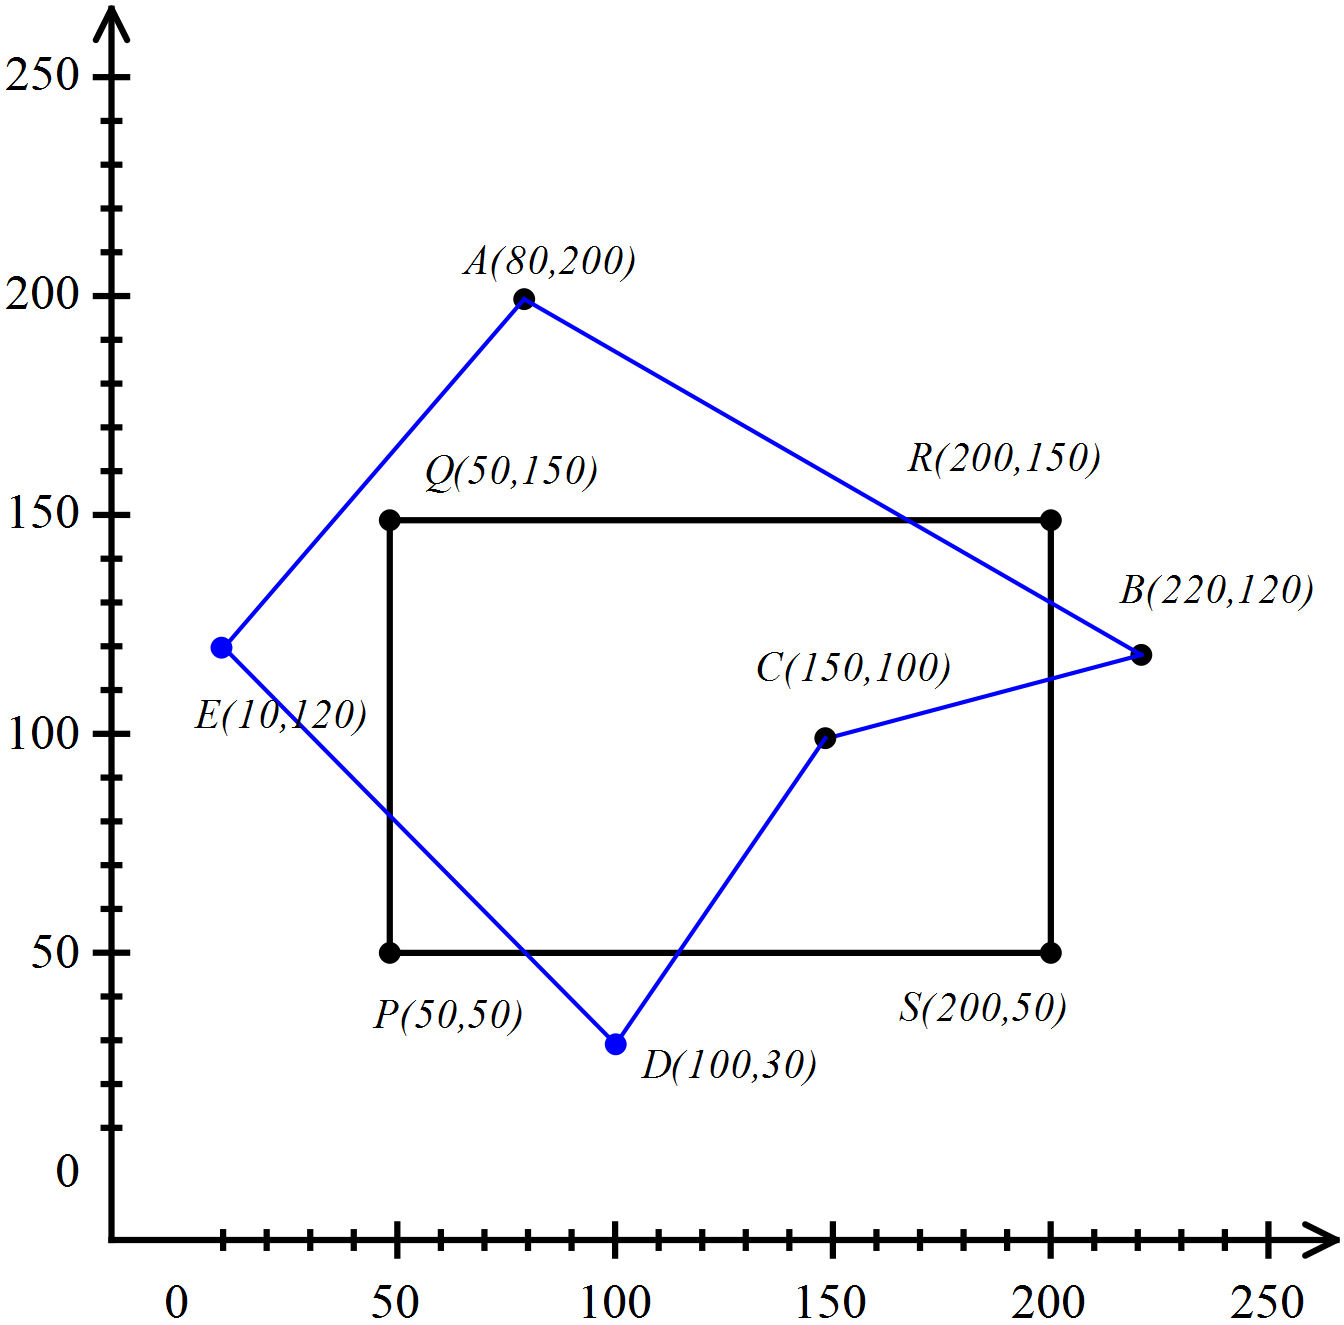 250
A(80,200)
200
R(200,150)
Q(50,150)
150
B(220,120)
C(150,100)
E(10,120)
100
50
S(200,50)
P(50,50)
D(100,30)
0
0 50 100 150 200 250